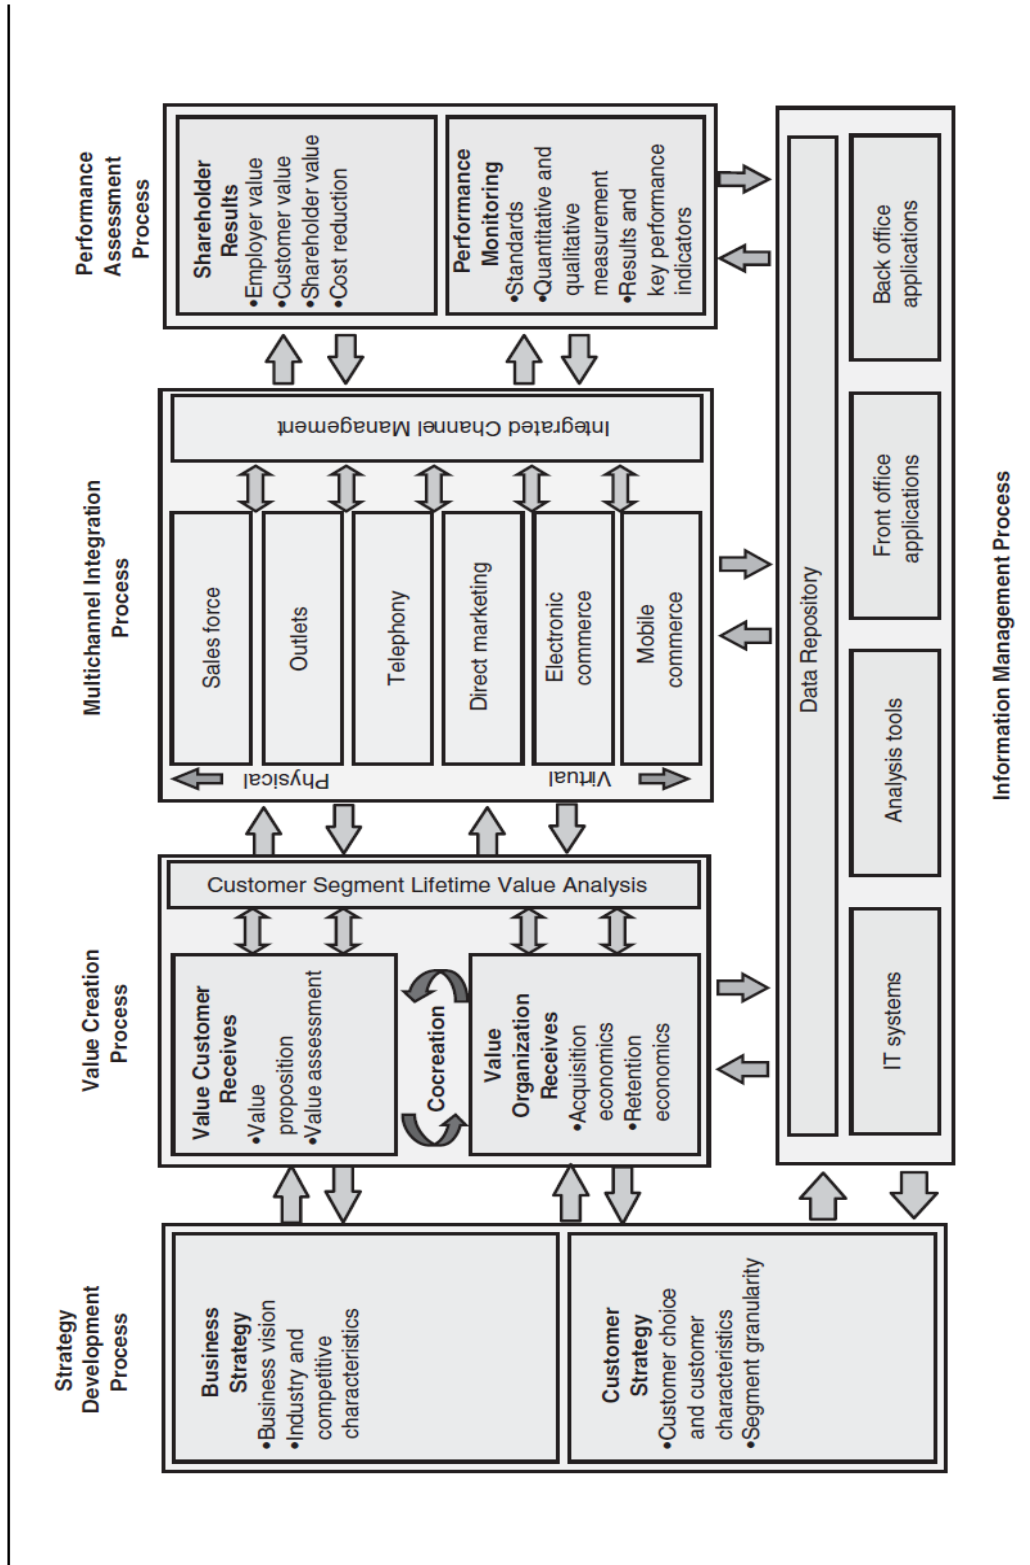 Strategy
Development
Process
Business
Strategy
•Business vision
•Industry and
competitive
characteristics
Customer
Strategy
•Customer choice
and customer
characteristics
•Segment granularity
Value Creation
Process
Value Customer
Receives
•Value
proposition
•Value assessment
Cocreation
Value
Organization
Receives
•Acquisition
economics
•Retention
economics
Customer Segment Lifetime Value Analysis
Multichannel Integration
Process
Physical
Virtual
Sales force
Outlets
Telephony
Direct marketing
Electronic
commerce
Mobile
commerce
Integrated Channel Management
Performance
Assessment
Process
Shareholder
Results
•Employer value
•Customer value
•Shareholder value
•Cost reduction
Performance
Monitoring
•Standards
•Quantitative and
qualitative
measurement
•Results and
key performance
indicators
Data Repository
IT systems
Analysis tools
Front office
applications
Back office
applications
Information Management Process